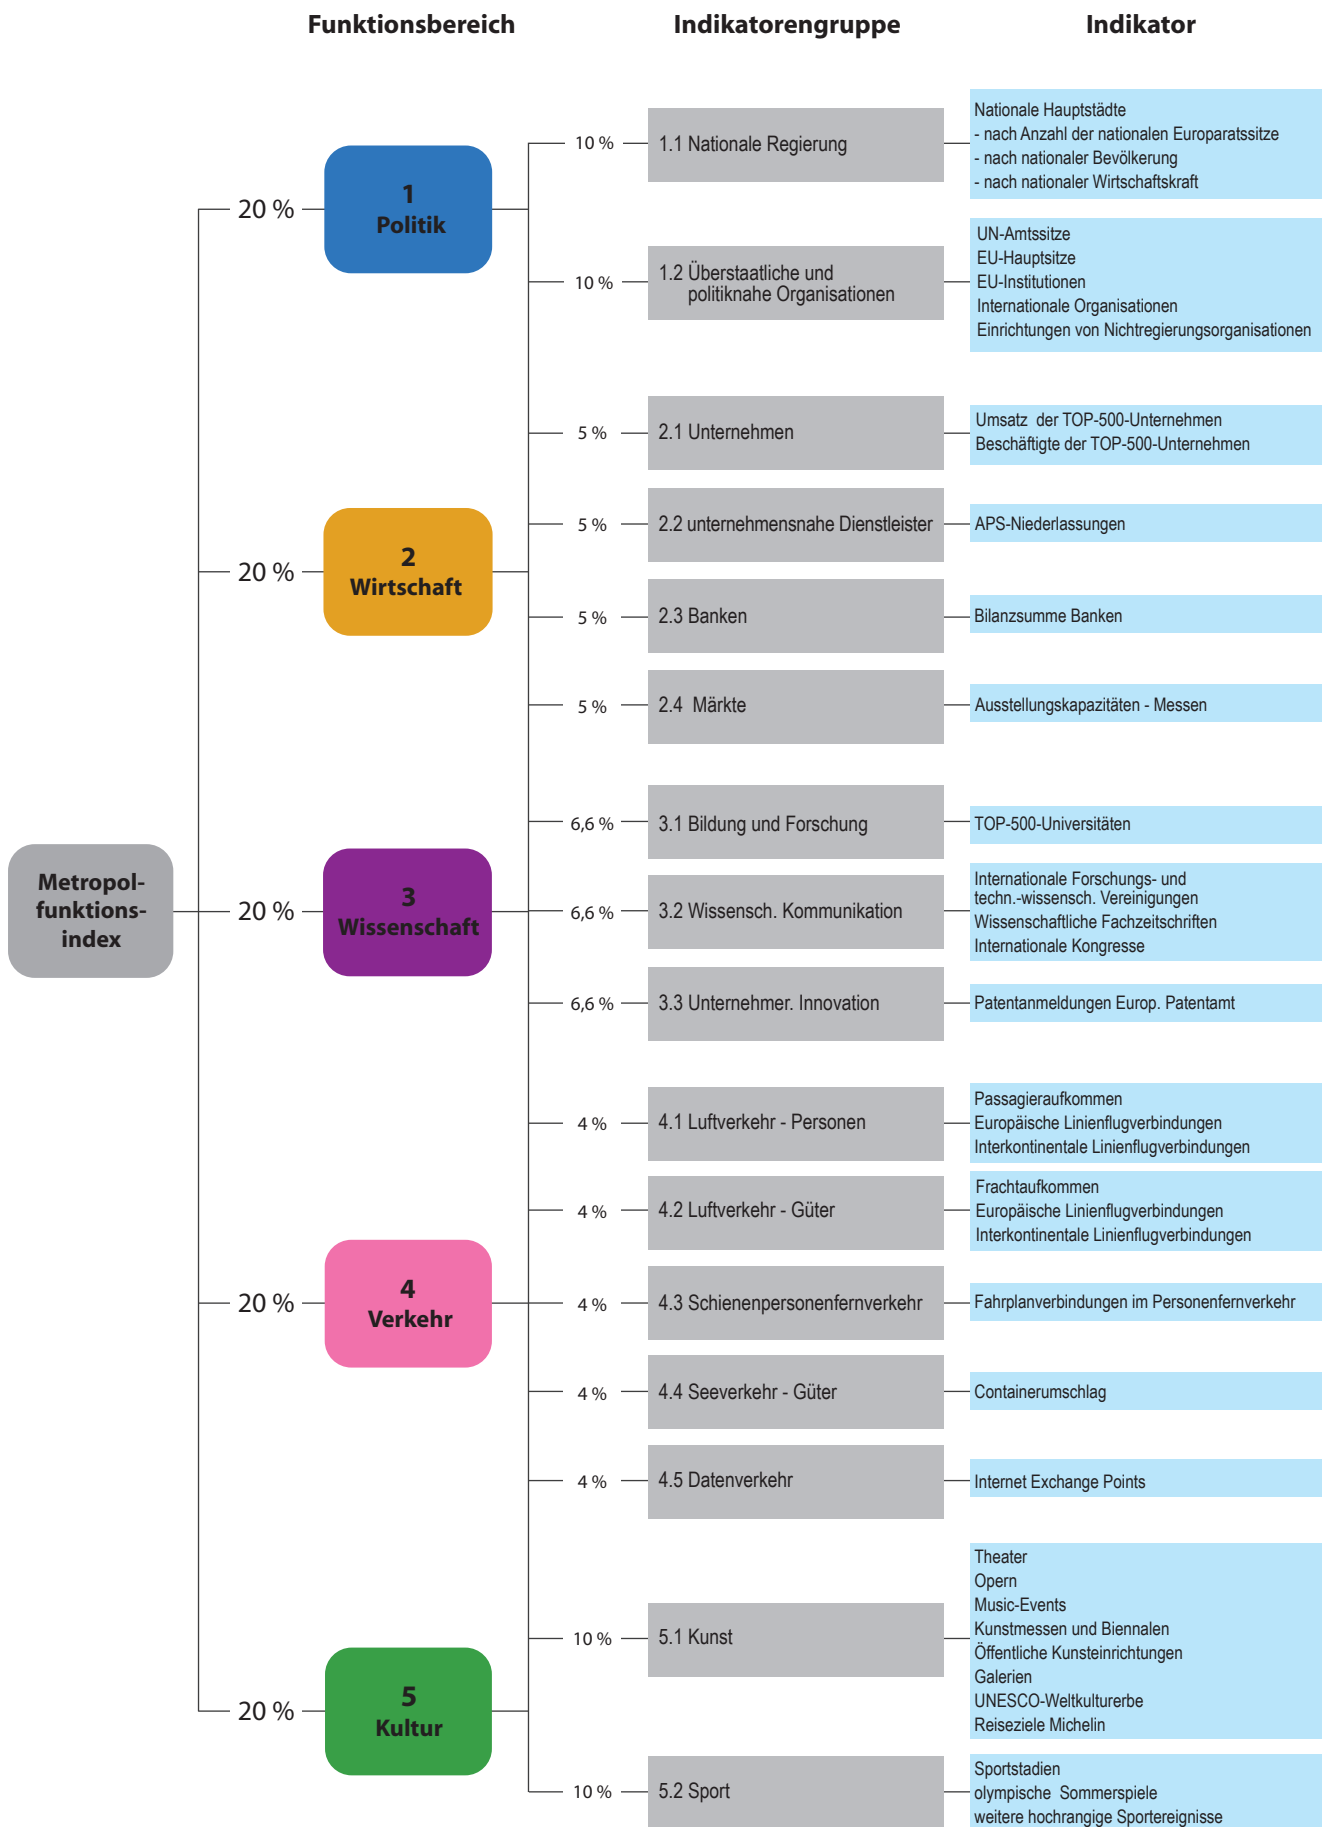 Funktionsbereich
Indikatorengruppe
Indikator
Metropol-
funktions-
index
20 %
1
Politik
10 %
1.1 Nationale Regierung
Nationale Hauptstädte
- nach Anzahl der nationalen Europaratssitze
- nach nationaler Bevölkerung
- nach nationaler Wirtschaftskraft
10 %
1.2 Überstaatliche und
politiknahe Organisationen
UN-Amtssitze
EU-Hauptsitze
EU-Institutionen
Internationale Organisationen
Einrichtungen von Nichtregierungsorganisationen
20 %
2
Wirtschaft
5 %
2.1 Unternehmen
Umsatz der TOP-500-Unternehmen
Beschäftigte der TOP-500-Unternehmen
5 %
2.2 unternehmensnahe Dienstleister
APS-Niederlassungen
5 %
2.3 Banken
Bilanzsumme Banken
5 %
2.4 Märkte
Ausstellungskapazitäten - Messen
20 %
3
Wissenschaft
6,6 %
3.1 Bildung und Forschung
TOP-500-Universitäten
6,6 %
3.2 Wissensch. Kommunikation
Internationale Forschungs- und
techn.-wissensch. Vereinigungen
Wissenschaftliche Fachzeitschriften
Internationale Kongresse
6,6 %
3.3 Unternehmer. Innovation
Patentanmeldungen Europ. Patentamt
20 %
4
Verkehr
4 %
4.1 Luftverkehr - Personen
Passagieraufkommen
Europäische Linienflugverbindungen
Interkontinentale Linienflugverbindungen
4 %
4.2 Luftverkehr - Güter
Frachtaufkommen
Europäische Linienflugverbindungen
Interkontinentale Linienflugverbindungen
4 %
4.3 Schienenpersonenfernverkehr
Fahrplanverbindungen im Personenfernverkehr
4 %
4.4 Seeverkehr - Güter
Containerumschlag
4 %
4.5 Datenverkehr
Internet Exchange Points
20 %
5
Kultur
10 %
5.1 Kunst
Theater
Opern
Music-Events
Kunstmessen und Biennalen
Öffentliche Kunsteinrichtungen
Galerien
UNESCO-Weltkulturerbe
Reiseziele Michelin
10 %
5.2 Sport
Sportstadien
olympische Sommerspiele
weitere hochrangige Sportereignisse